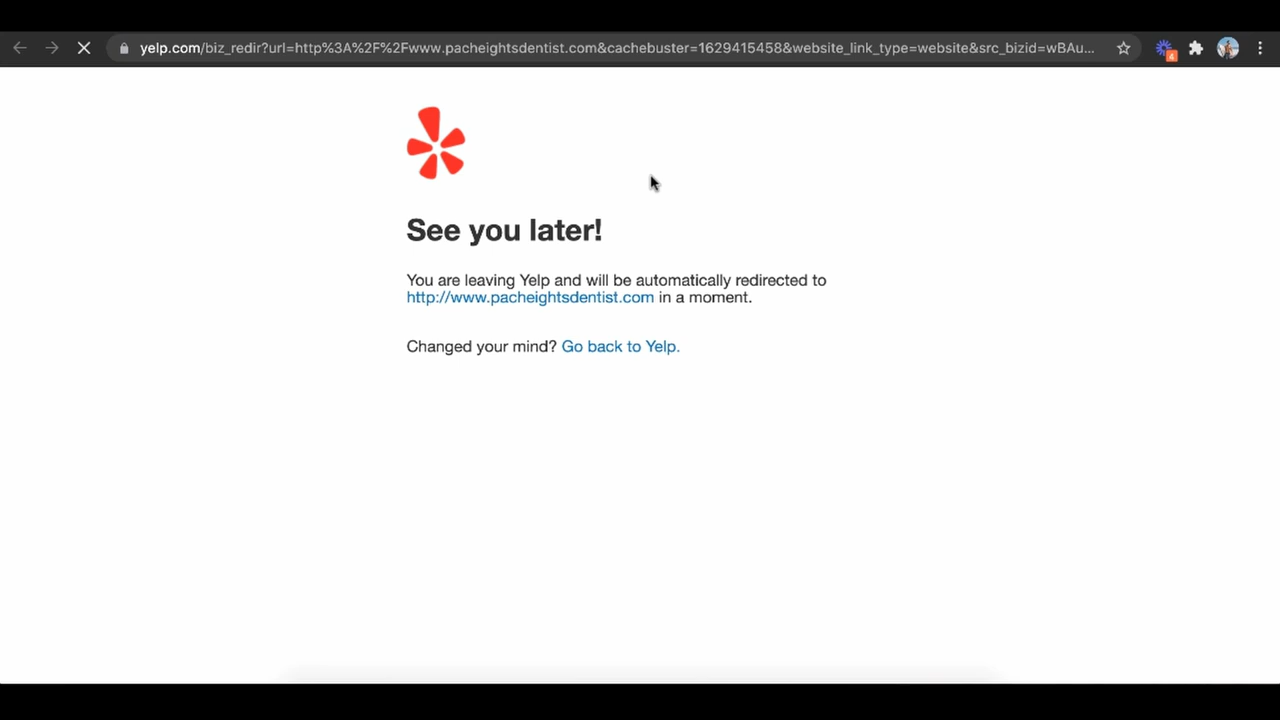 yelp.com/biz_redir?url=http%3A%2F%2Fwww.pacheightsdentist.com&cachebuster=1629415458&website_link_type=website&src_bizid=wBAu...
4
See you later!
You are leaving Yelp and will be automatically redirected to
http://www.pacheightsdentist.com in a moment.
Changed your mind? Go back to Yelp.